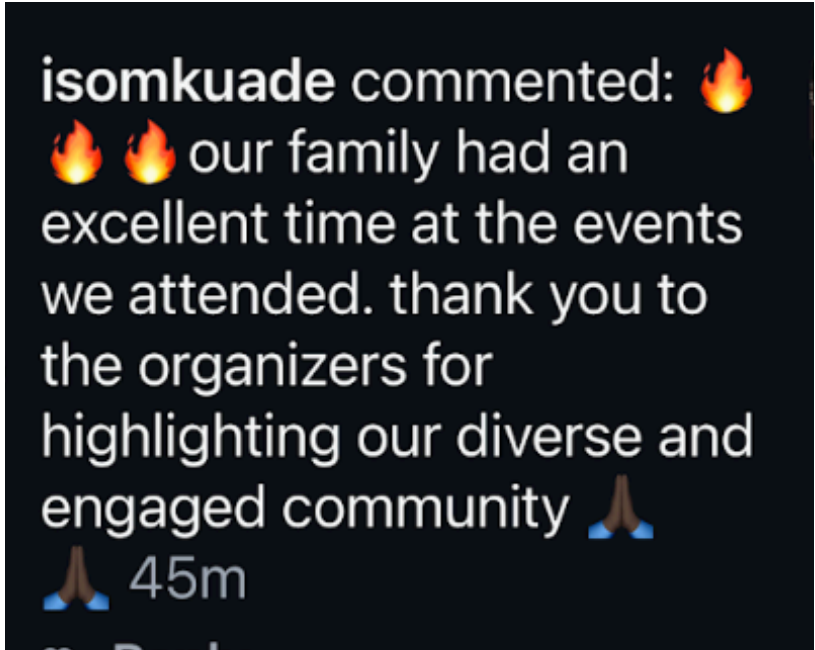 isomkuade commented: 🔥
🔥🔥our family had an
excellent time at the events
we attended. thank you to
the organizers for
highlighting our diverse and
engaged community 🙏🏿
🙏🏿 45m